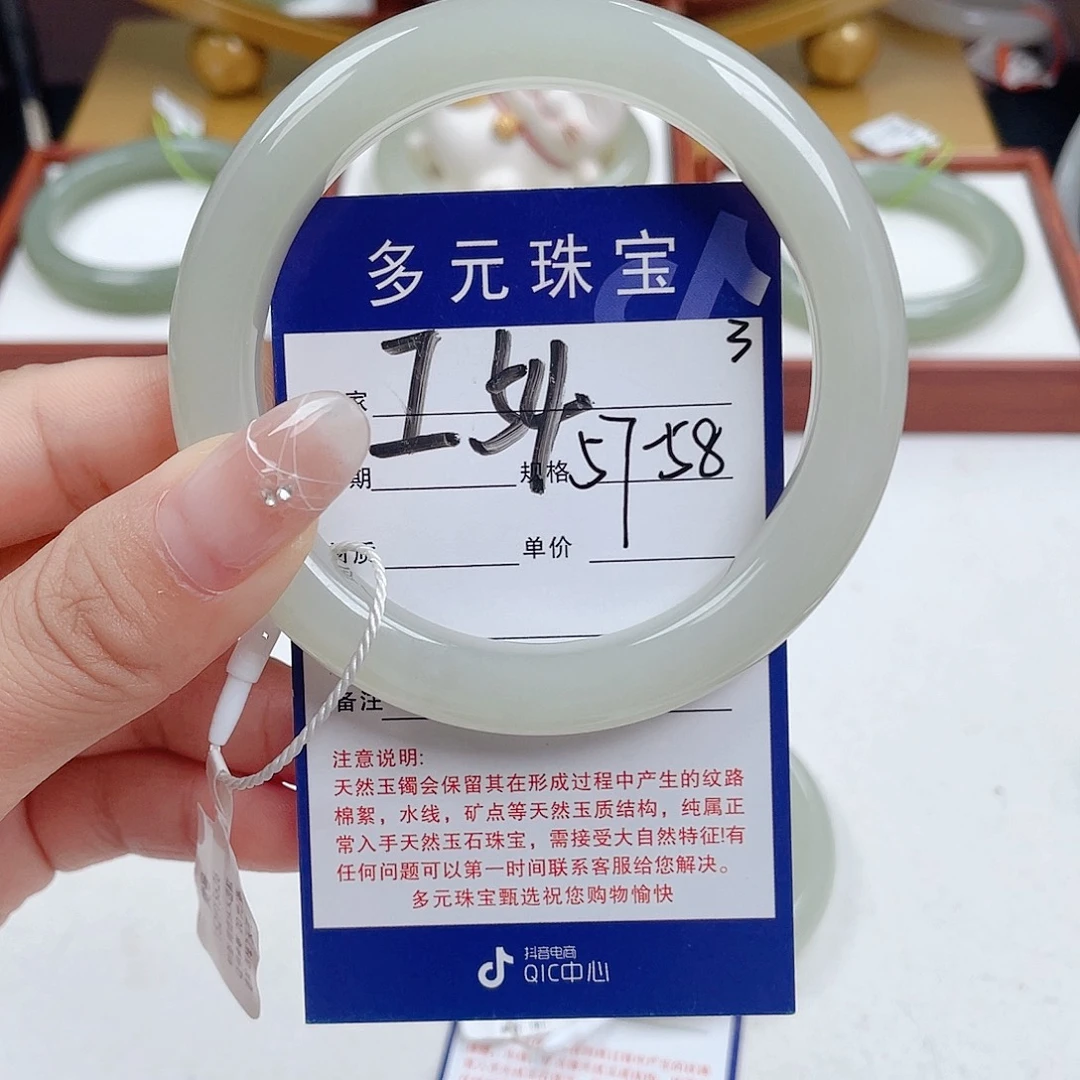 多元珠宝
3
家 工 54.
期 规格 57-58
材质 单价
备注
注意说明:
天然玉镯会保留其在形成过程中产生的纹路
棉絮，水线，矿点等天然玉质结构，纯属正
常入手天然玉石珠宝，需接受大自然特征!有
任何问题可以第一时间联系客服给您解决。
多元珠宝甄选祝您购物愉快
抖音电商
QIC中心